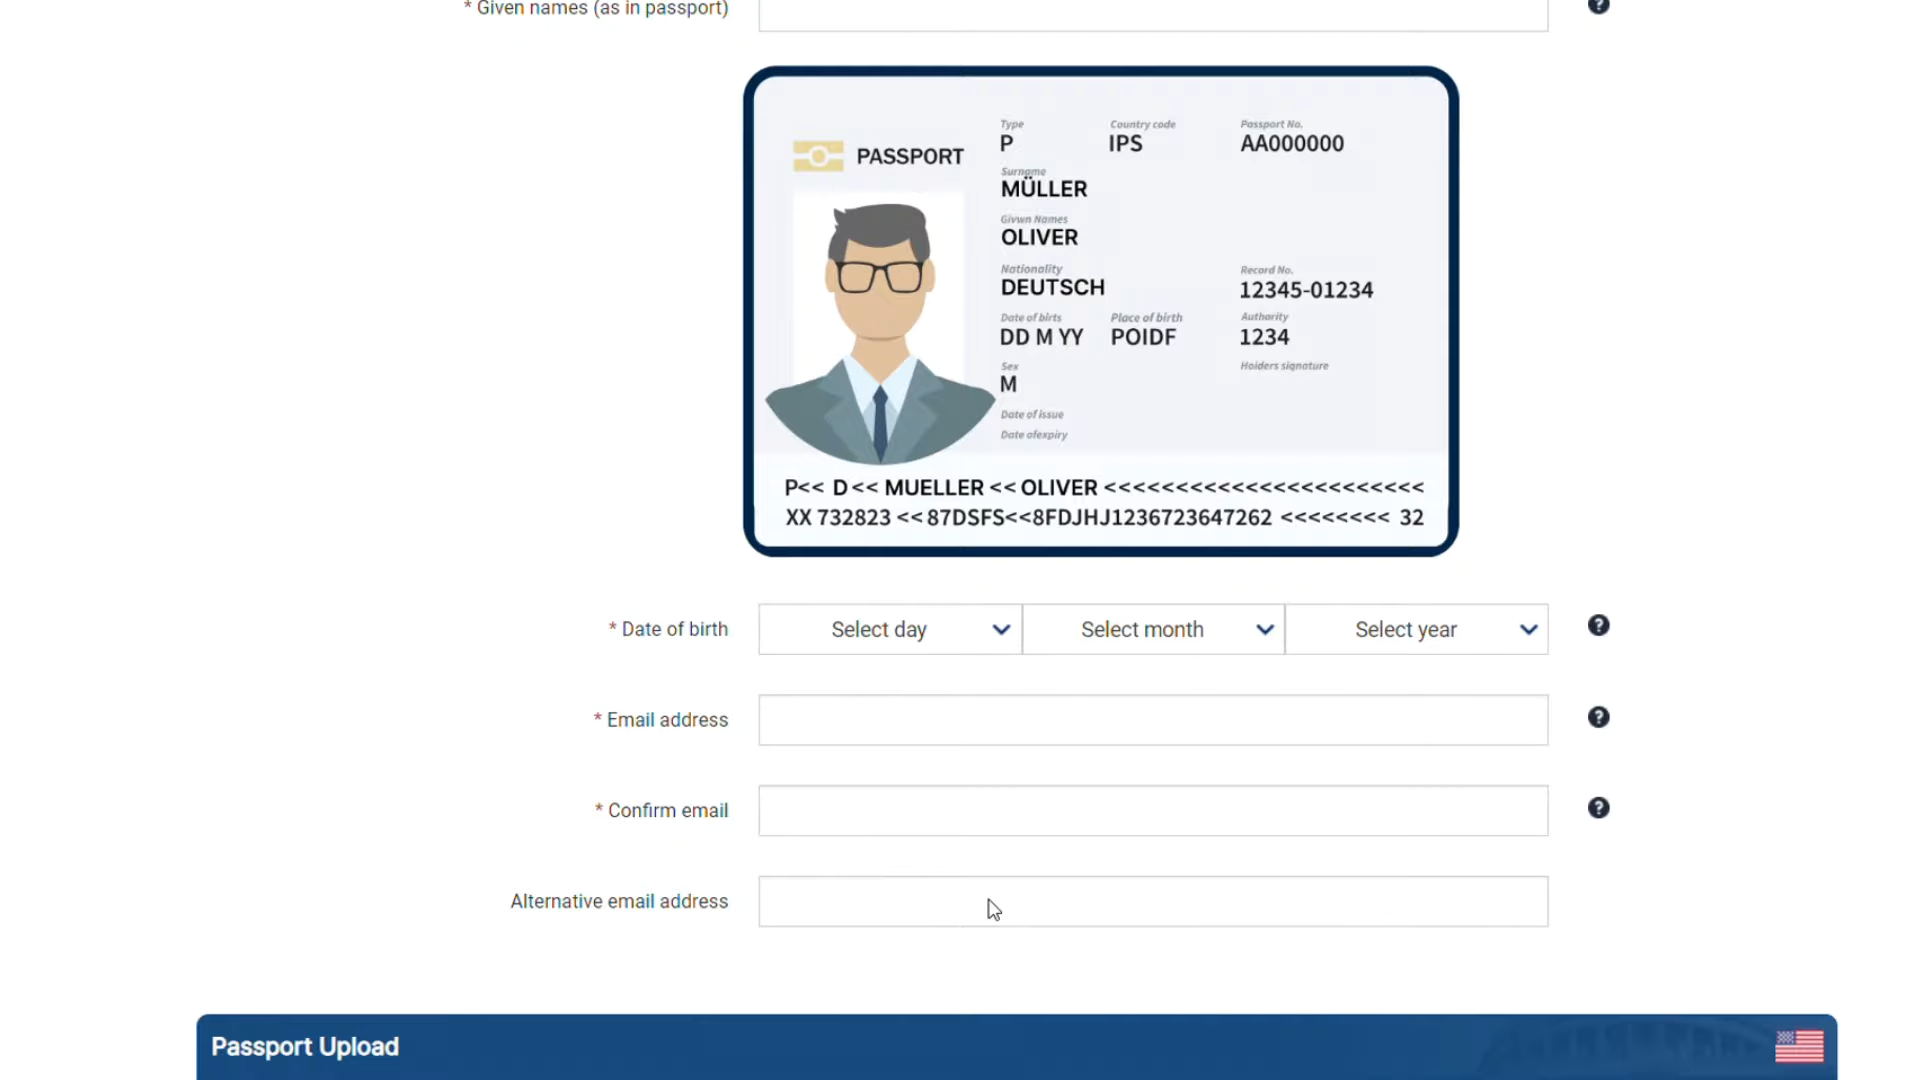 * Given names (as in passport)
?
PASSPORT
Type
P
Country code
IPS
Passport No.
AA000000
Surname
MÜLLER
Givwn Names
OLIVER
Nationality
DEUTSCH
Record No.
12345-01234
Date of birts
DD M YY
Place of birth
POIDF
Authority
1234
Sex
M
Hoiders signature
Date of issue
Date ofexpiry
P<< D<< MUELLER << OLIVER <<<<<<<<<<<<<<<<<<<<<<
XX 732823 << 87DSFS<<8FDJHJ1236723647262 <<<<<<<< 32
* Date of birth
Select day
Select month
Select year
?
* Email address
?
* Confirm email
?
Alternative email address
Passport Upload